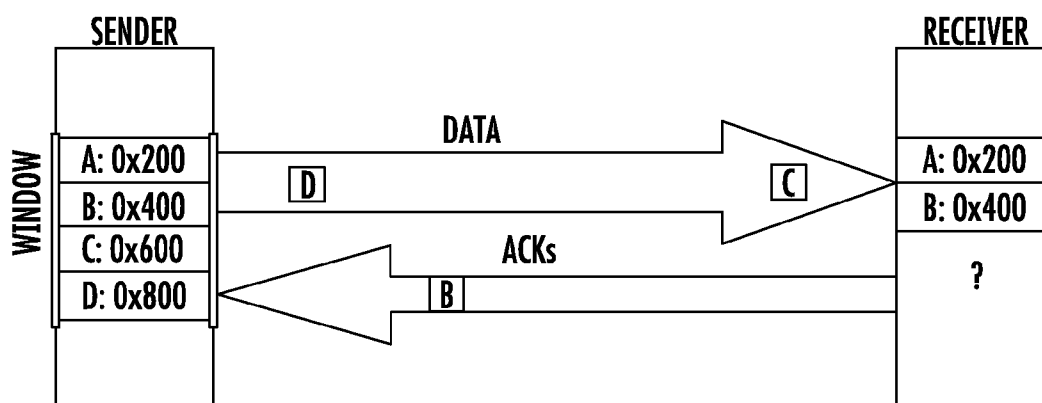 SENDER
RECEIVER
DATA
WINDOW
A: 0x200
B: 0x400
C: 0x600
D: 0x800
D
C
A: 0x200
B: 0x400
ACKs
B
?